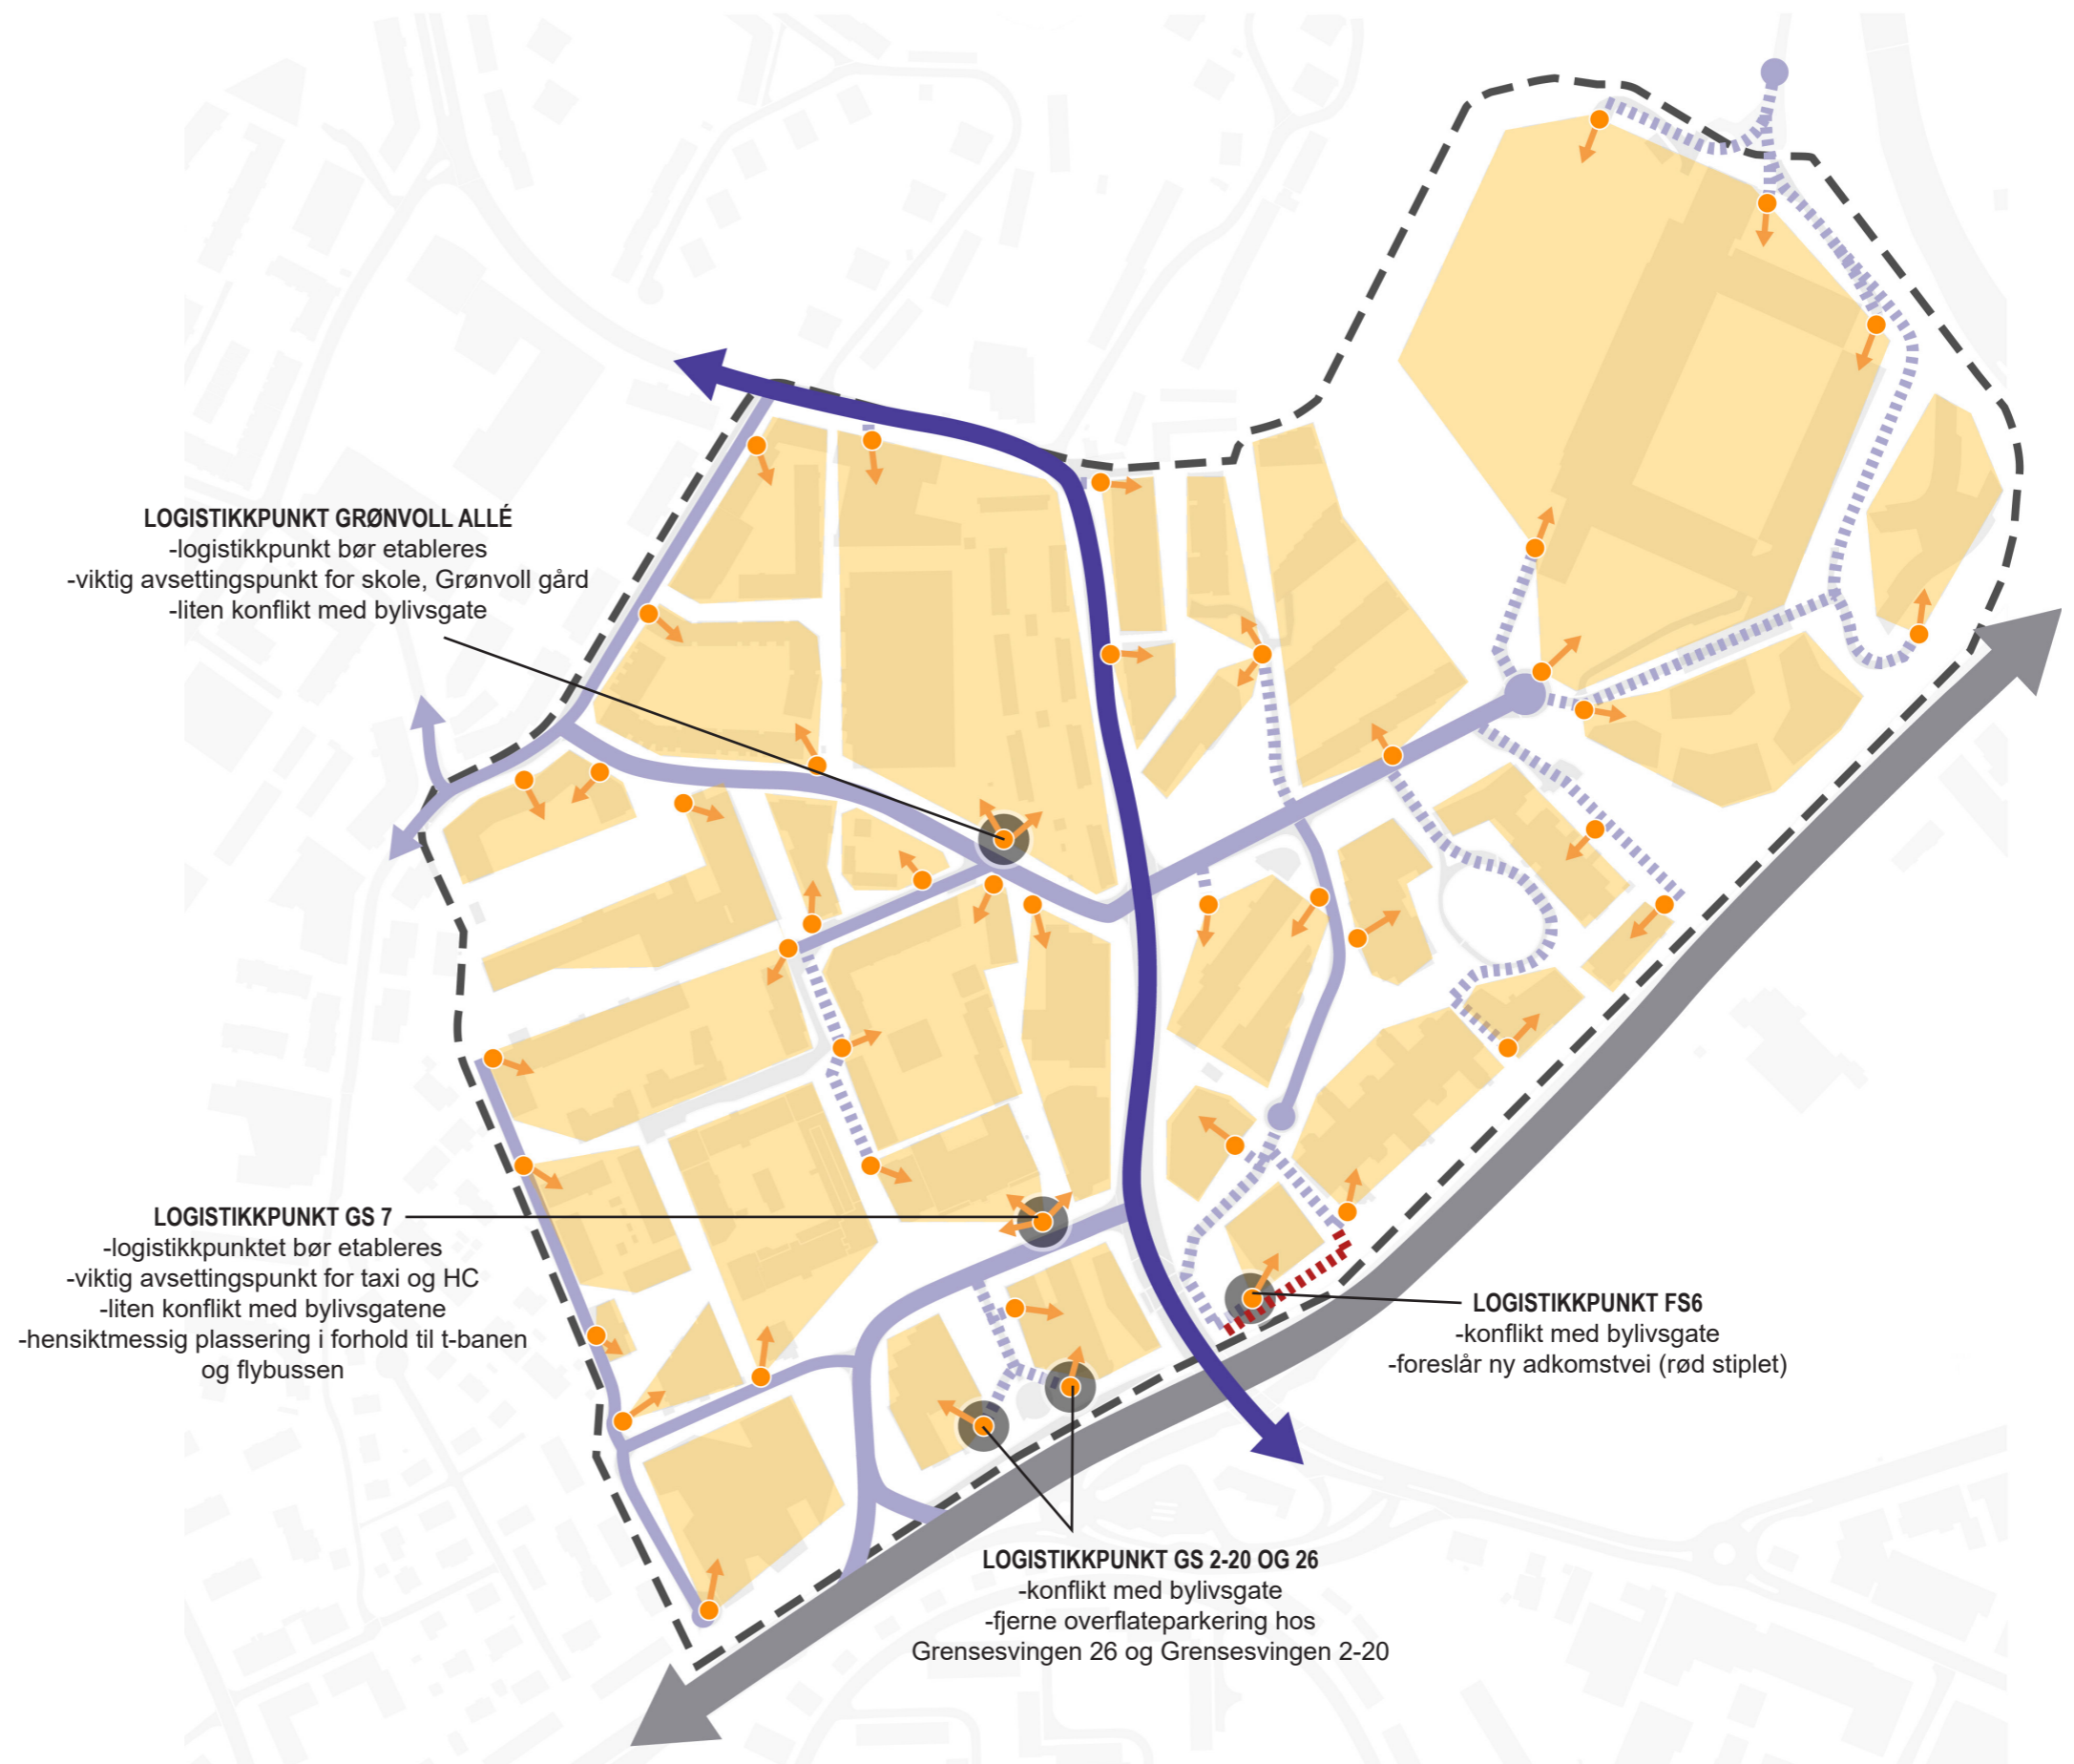 LOGISTIKKPUNKT GRØNVOLL ALLÉ
-logistikkpunkt bør etableres
-viktig avsettingspunkt for skole, Grønvoll gård
-liten konflikt med bylivsgate
LOGISTIKKPUNKT GS 7
-logistikkpunktet bør etableres
-viktig avsettingspunkt for taxi og HC
-liten konflikt med bylivsgatene
-hensiktmessig plassering i forhold til t-banen
og flybussen
LOGISTIKKPUNKT FS6
-konflikt med bylivsgate
-foreslår ny adkomstvei (rød stiplet)
LOGISTIKKPUNKT GS 2-20 OG 26
-konflikt med bylivsgate
-fjerne overflateparkering hos
Grensesvingen 26 og Grensesvingen 2-20